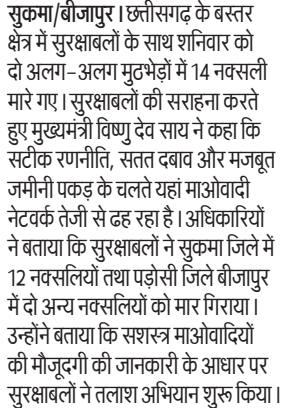 सुकमा/बीजापुर। छत्तीसगढ़ के बस्तर
क्षेत्र में सुरक्षाबलों के साथ शनिवार को
दो अलग-अलग मुठभेड़ों में 14 नक्सली
मारे गए। सुरक्षाबलों की सराहना करते
हुए मुख्यमंत्री विष्णु देव साय ने कहा कि
सटीक रणनीति, सतत दबाव और मजबूत
जमीनी पकड़ के चलते यहां माओवादी
नेटवर्क तेजी से ढह रहा है। अधिकारियों
ने बताया कि सुरक्षाबलों ने सुकमा जिले में
12 नक्सलियों तथा पड़ोसी जिले बीजापुर
में दो अन्य नक्सलियों को मार गिराया।
उन्होंने बताया कि सशस्त्र माओवादियों
की मौजूदगी की जानकारी के आधार पर
सुरक्षाबलों ने तलाश अभियान शुरू किया।